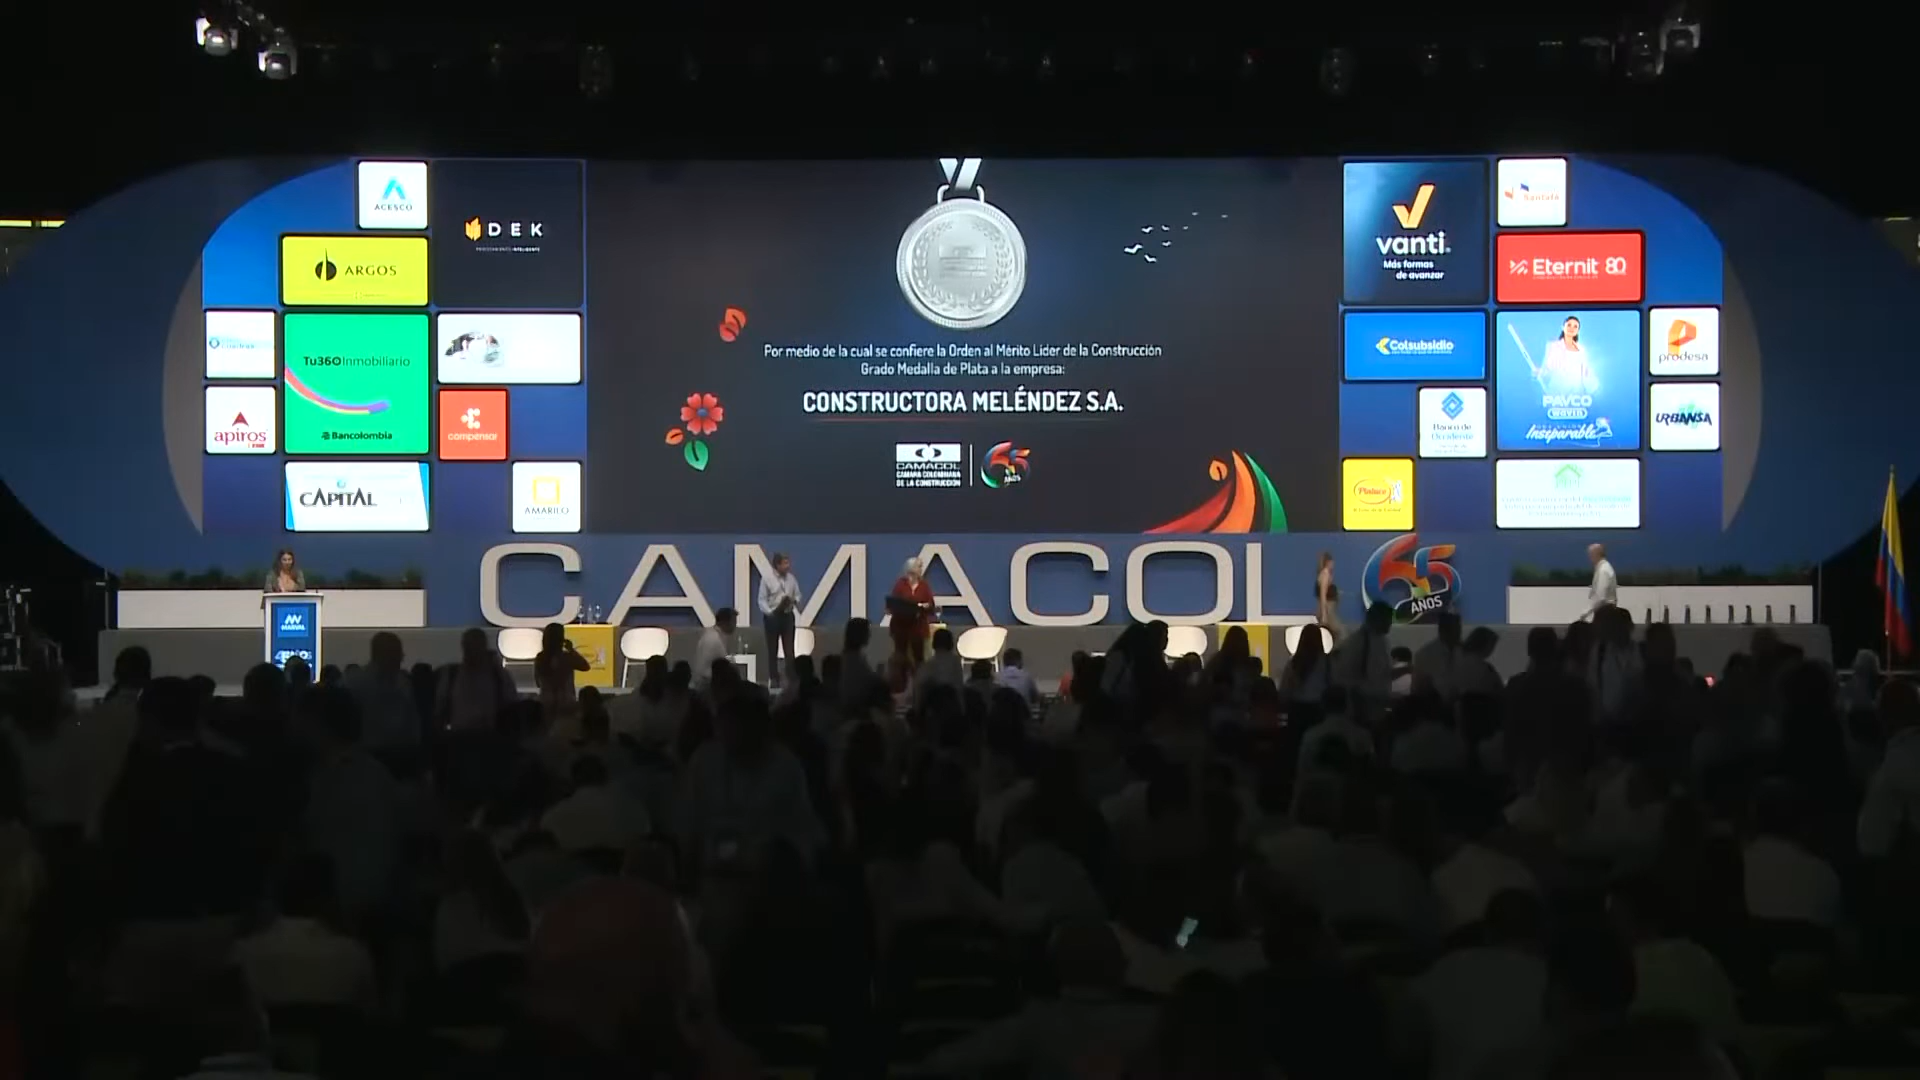 ACESCO
DEK
ARGOS
Tu360Inmobiliario
Bancolombia
apiros
compensar
CAPITAL
AMARILO
Por medio de la cual se confiere la Orden al Mérito Líder de la Construcción
Grado Medalla de Plata a la empresa:
CONSTRUCTORA MELÉNDEZ S.A.
CAMACOL
CÁMARA COLOMBIANA
DE LA CONSTRUCCIÓN
65
AÑOS
vanti
Más formas
de avanzar
Santafé
Eternit 80
Colsubsidio
prodesa
PAVCO
wavin
Inseparable
Banco de
Occidente
URBANSA
CAMACOL
65
AÑOS
MARVAL